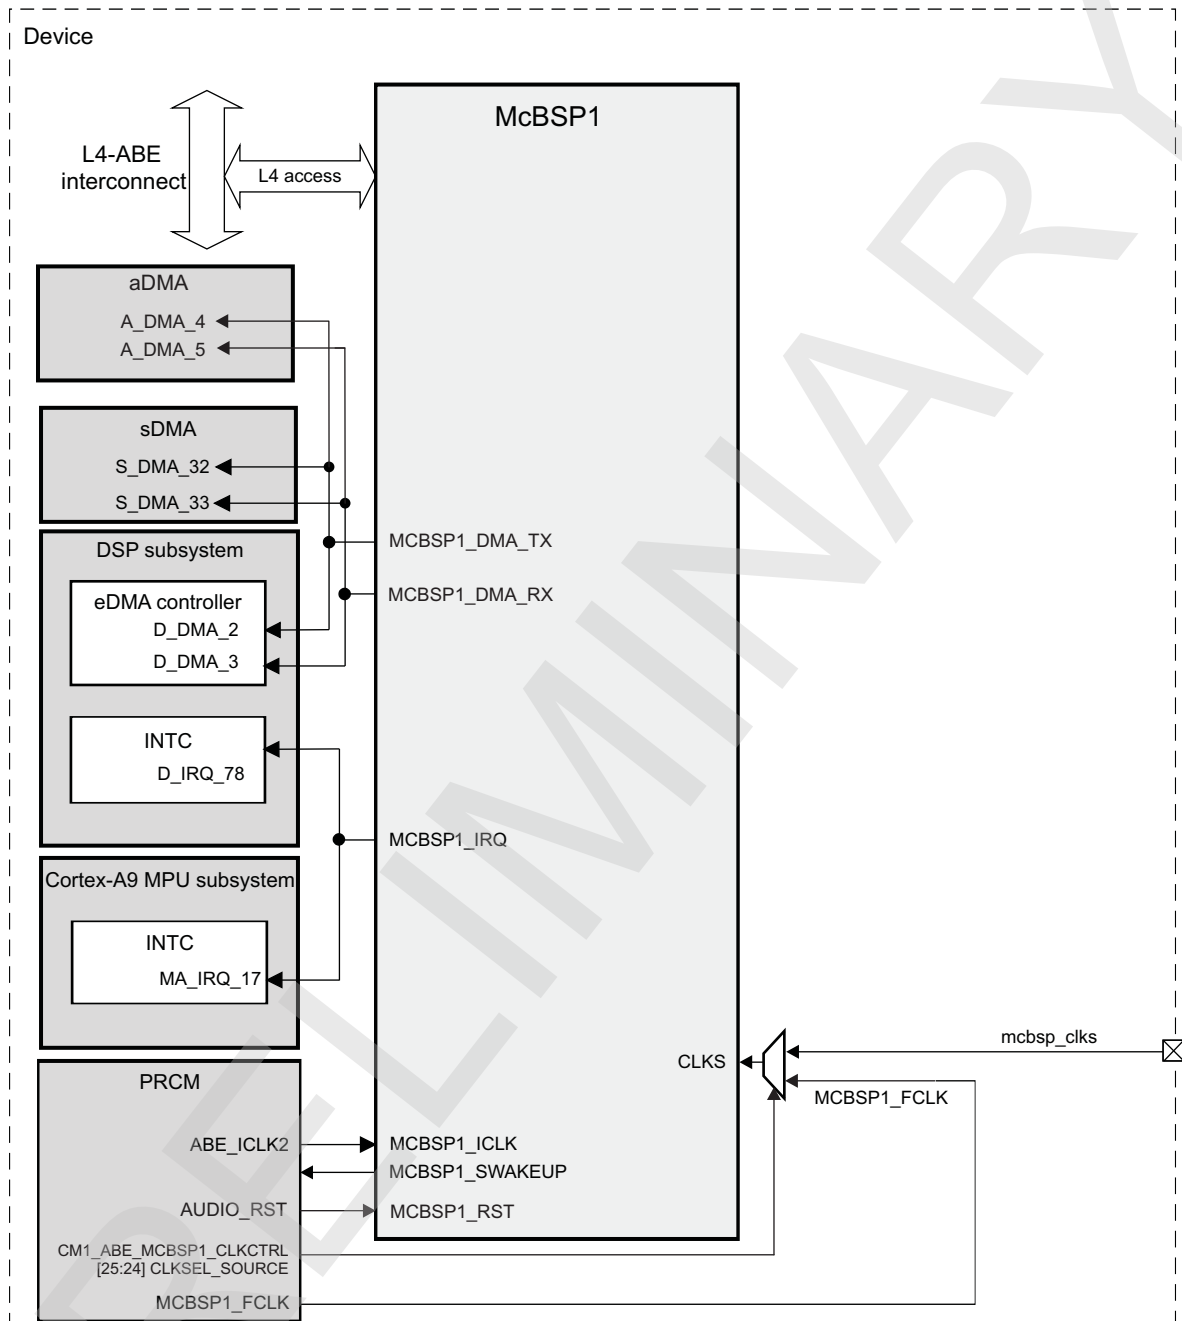 Device
McBSP1
L4-ABE
interconnect
L4 access
aDMA
A_DMA_4
A_DMA_5
sDMA
S_DMA_32
S_DMA_33
DSP subsystem
eDMA controller
D_DMA_2
D_DMA_3
INTC
D_IRQ_78
MCBSP1_DMA_TX
MCBSP1_DMA_RX
MCBSP1_IRQ
Cortex-A9 MPU subsystem
INTC
MA_IRQ_17
mcbsp_clks
CLKS
MCBSP1_FCLK
PRCM
ABE_ICLK2
MCBSP1_ICLK
MCBSP1_SWAKEUP
AUDIO_RST
MCBSP1_RST
CM1_ABE_MCBSP1_CLKCTRL
[25:24] CLKSEL_SOURCE
MCBSP1_FCLK
PRELIMINARY